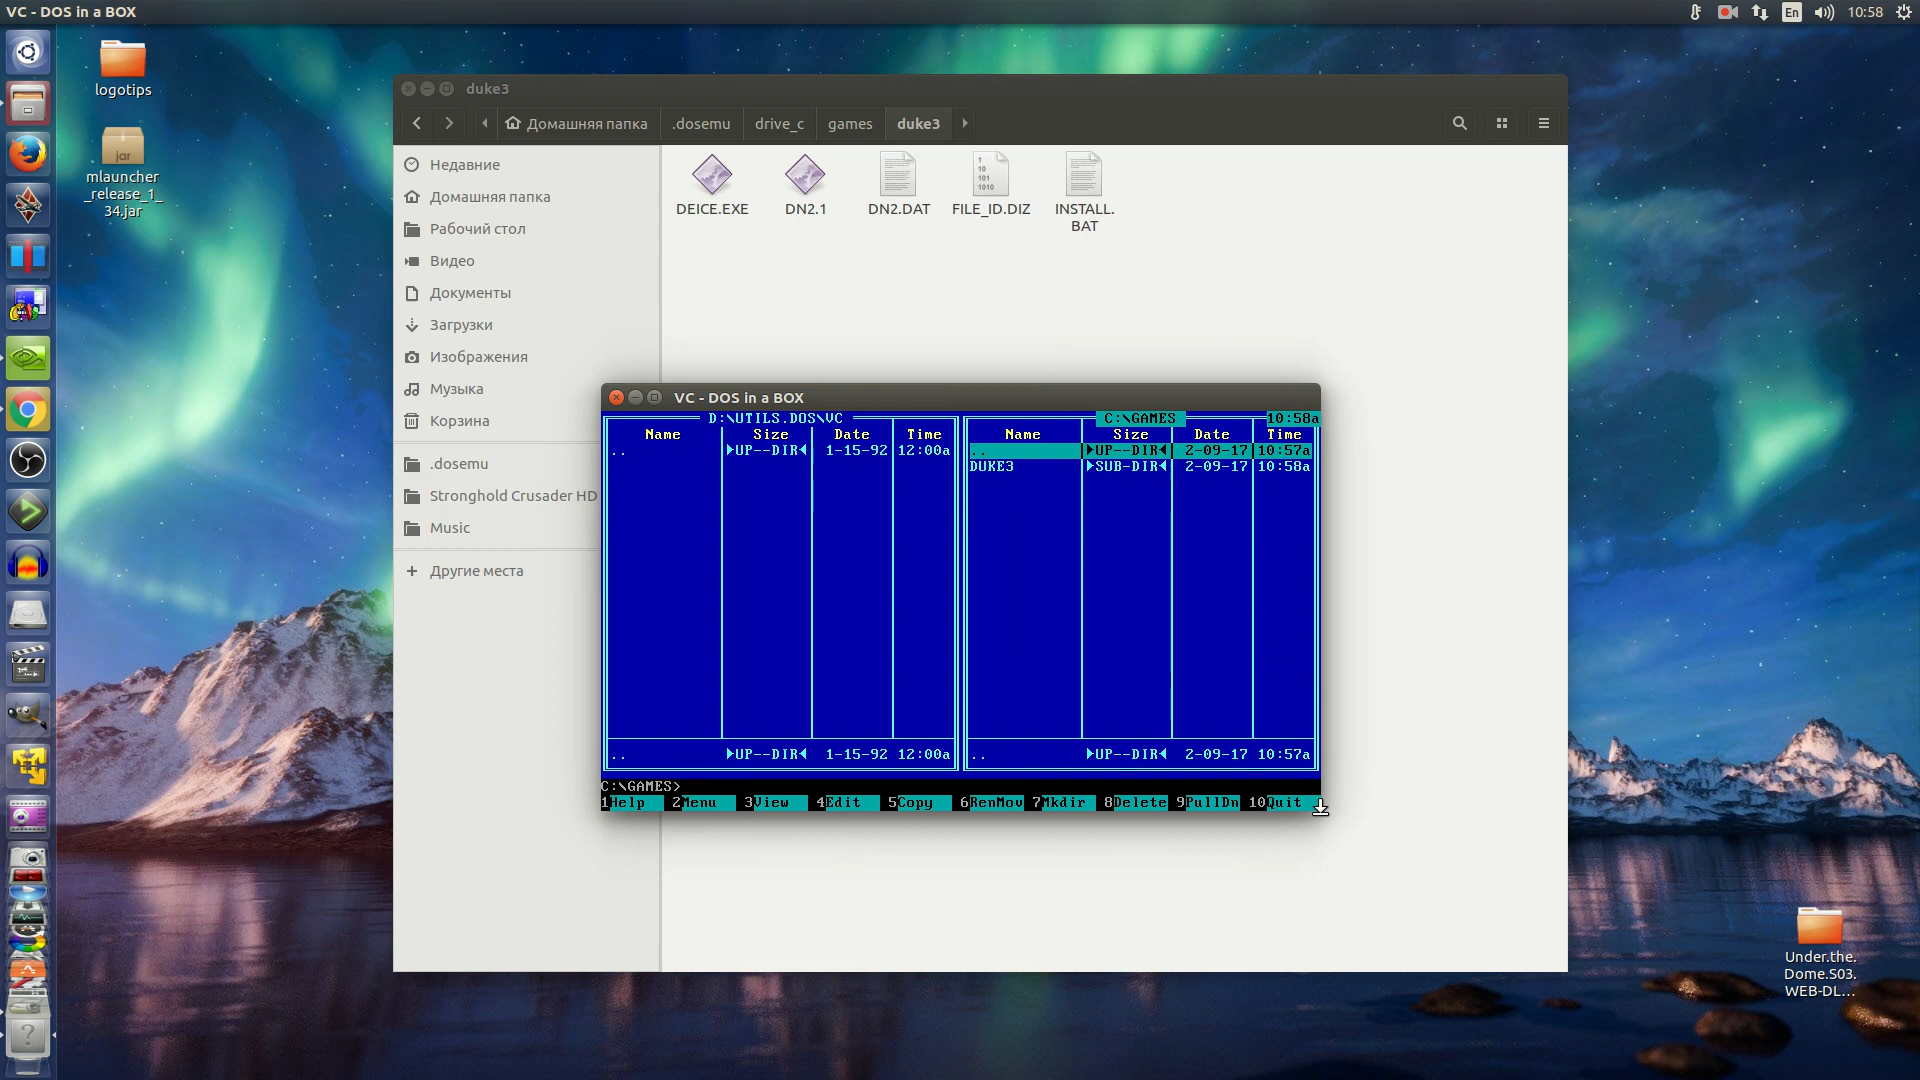 VC - DOS in a BOX
En
10:58
logotips
jar
mlauncher
_release_1_
34.jar
duke3
Домашняя папка
.dosemu
drive_c
games
duke3
Недавние
Домашняя папка
Рабочий стол
Видео
Документы
Загрузки
Изображения
Музыка
Корзина
.dosemu
Stronghold Crusader HD
Music
Другие места
1
10
101
1010
DEICE.EXE
DN2.1
DN2.DAT
FILE_ID.DIZ
INSTALL.
BAT
VC - DOS in a BOX
D:\UTILS.DOS\VC
Name Size Date Time
.. ►UP--DIR◄ 1-15-92 12:00a
.. ►UP--DIR◄ 1-15-92 12:00a
C:\GAMES 10:58a
Name Size Date Time
.. ►UP--DIR◄ 2-09-17 10:57a
DUKE3 ►SUB-DIR◄ 2-09-17 10:58a
.. ►UP--DIR◄ 2-09-17 10:57a
C:\GAMES>
1Help 2Menu 3View 4Edit 5Copy 6RenMov 7Mkdir 8Delete 9PullDn 10Quit
Under.the.
Dome.S03.
WEB-DL...